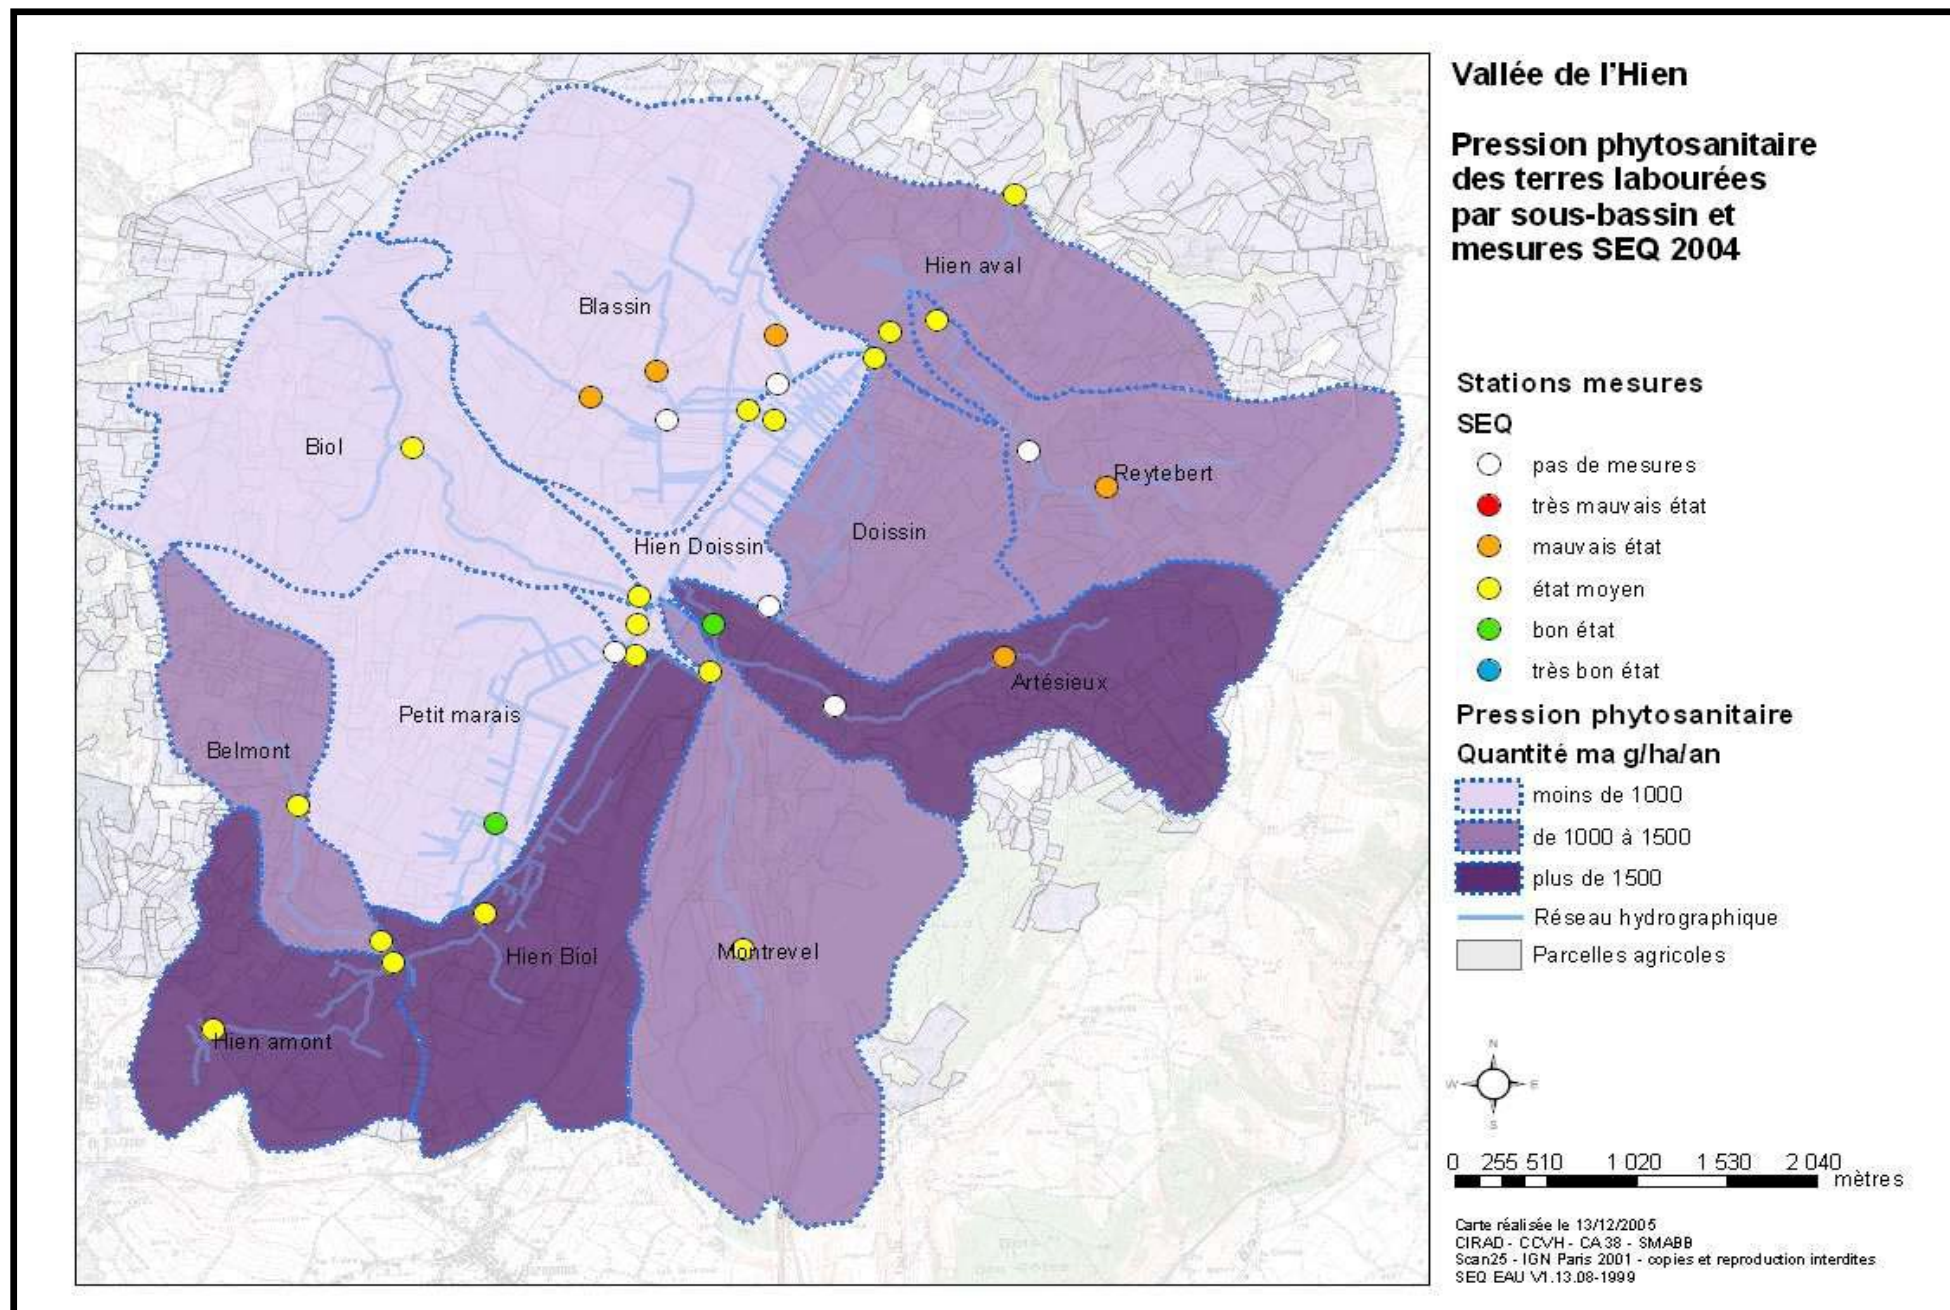 Vallée de l'Hien
Pression phytosanitaire
des terres labourées
par sous-bassin et
mesures SEQ 2004
Hien aval
Blassin
Biol
Reytebert
Doissin
Hien Doissin
Artésieux
Petit marais
Belmont
Hien Biol
Montrevel
Hien amont
Stations mesures
SEQ
pas de mesures
très mauvais état
mauvais état
état moyen
bon état
très bon état
Pression phytosanitaire
Quantité ma g/ha/an
moins de 1000
de 1000 à 1500
plus de 1500
Réseau hydrographique
Parcelles agricoles
N
W E
S
0 255 510 1 020 1 530 2 040
mètres
Carte réalisée le 13/12/2005
CIRAD - CCVH - CA 38 - SMABB
Scan25 - IGN Paris 2001 - copies et reproduction interdites
SEQ EAU V1.13.08-1999